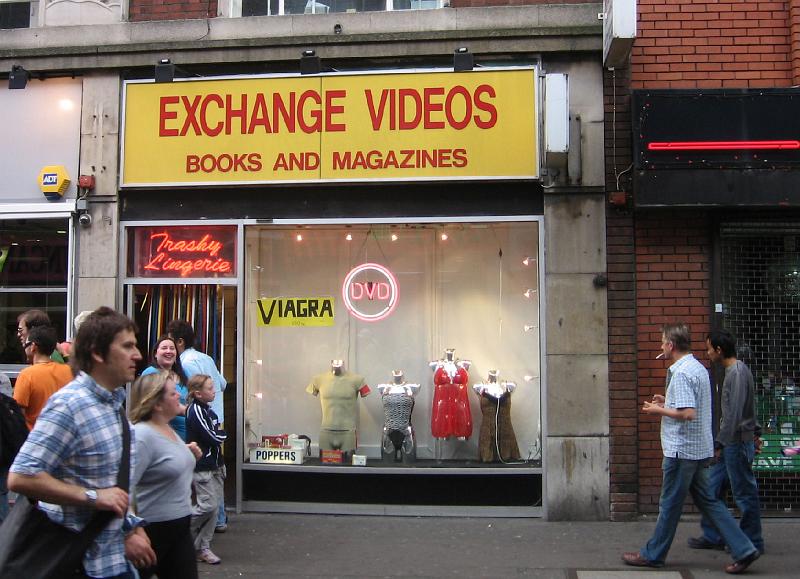 EXCHANGE VIDEOS
BOOKS AND MAGAZINES
ADT
Trashy
Lingerie
DVD
VIAGRA
POPPERS